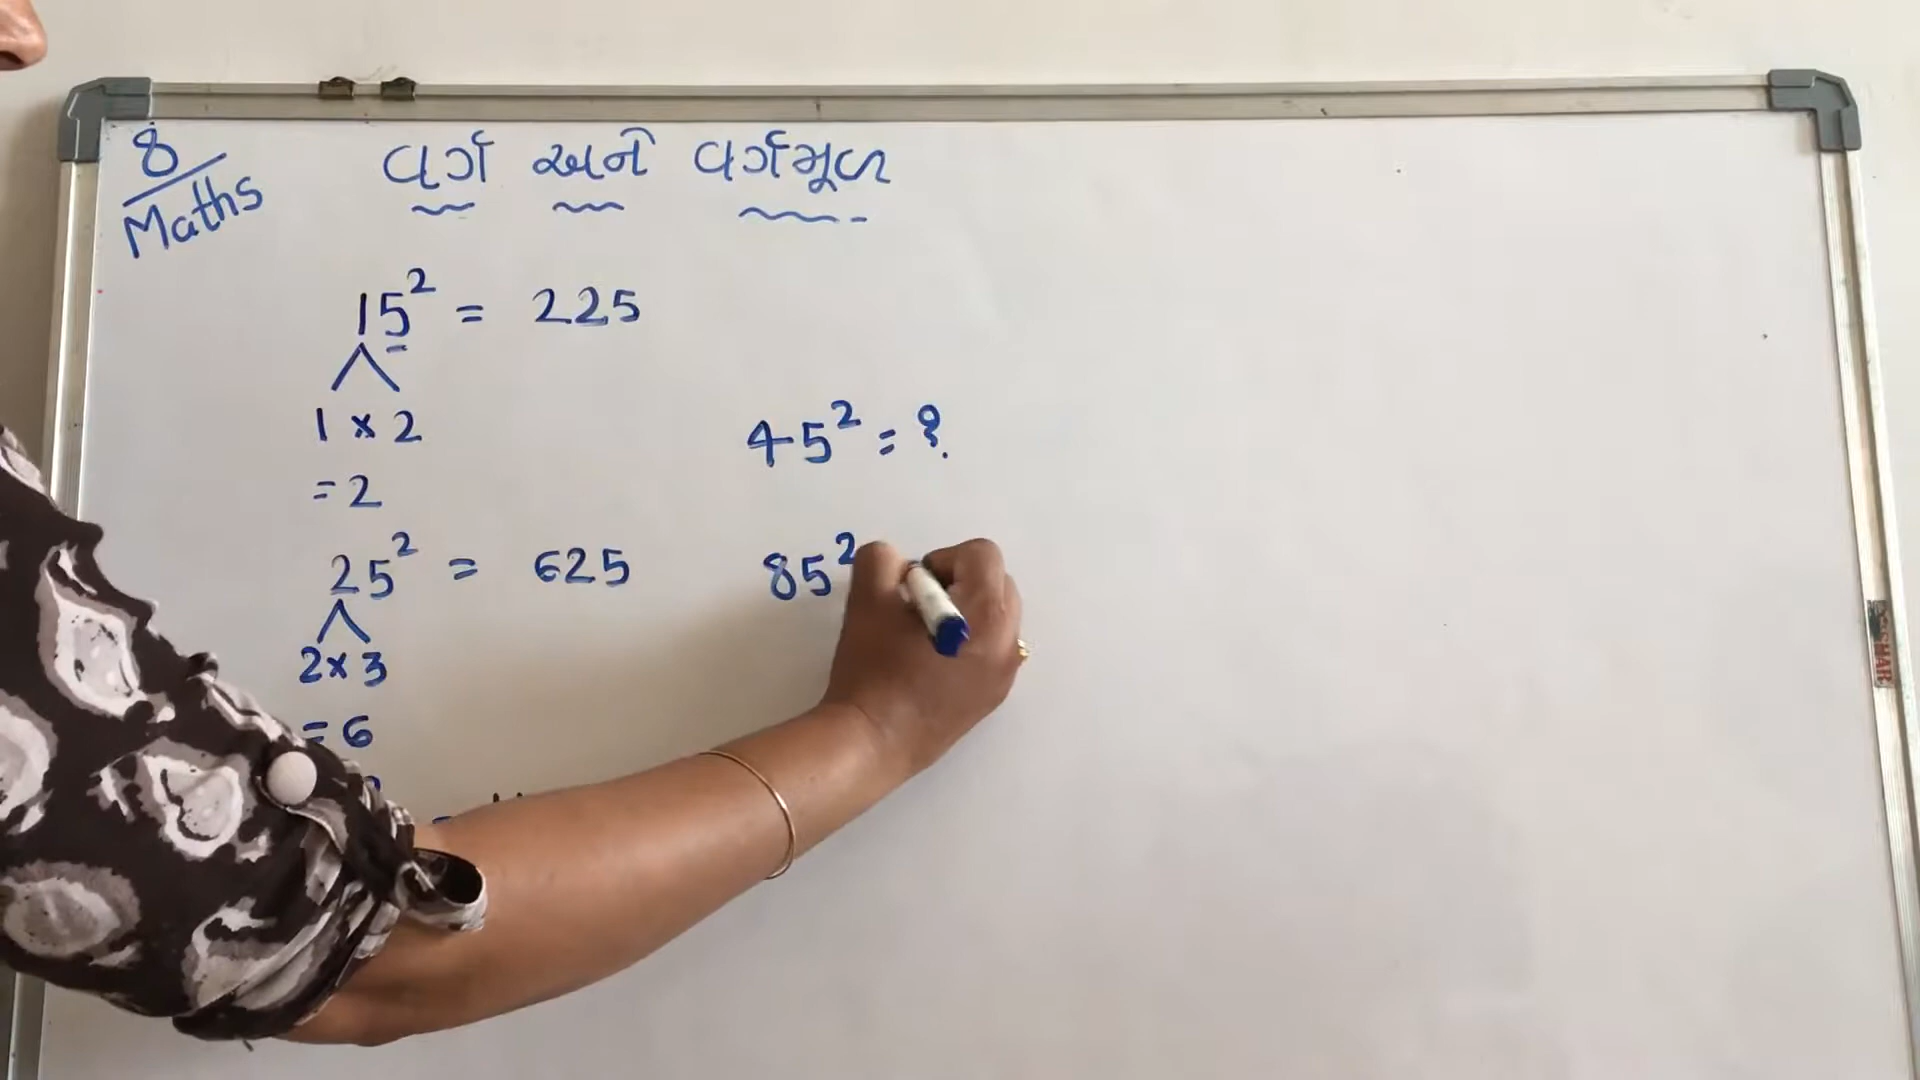 8
Maths
વર્ગ અને વર્ગમૂળ
15² = 225
1 × 2
= 2
25² = 625
2 × 3
= 6
45² = ?
85²